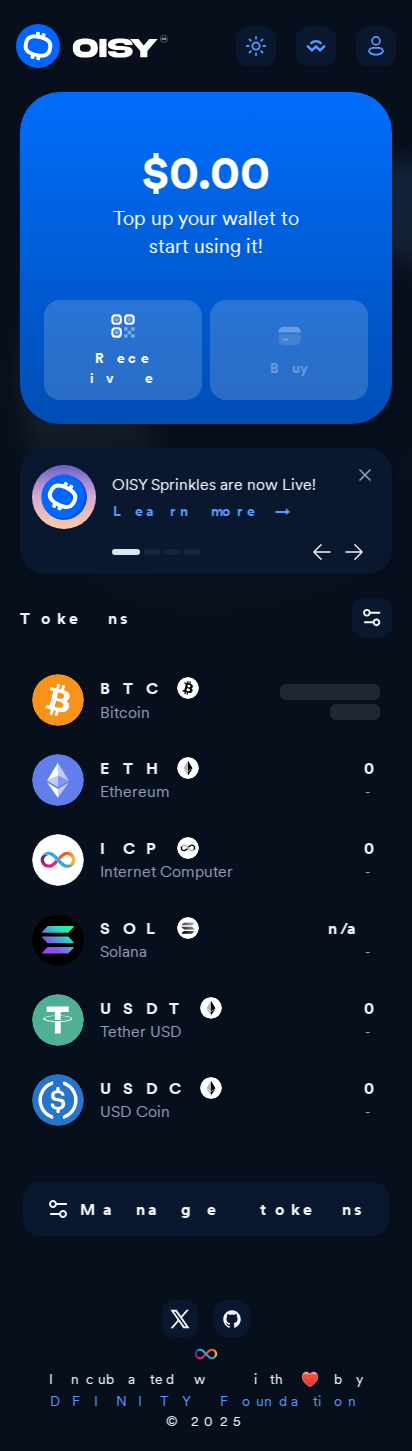 OISY
$0.00
Top up your wallet to
start using it!
Receive
Buy
OISY Sprinkles are now Live!
Learn more →
Tokens
BTC
Bitcoin
ETH 0
Ethereum -
ICP 0
Internet Computer -
SOL n/a
Solana -
USDT 0
Tether USD -
USDC 0
USD Coin -
Manage tokens
Incubated with ❤️ by
DFINITY Foundation
© 2025